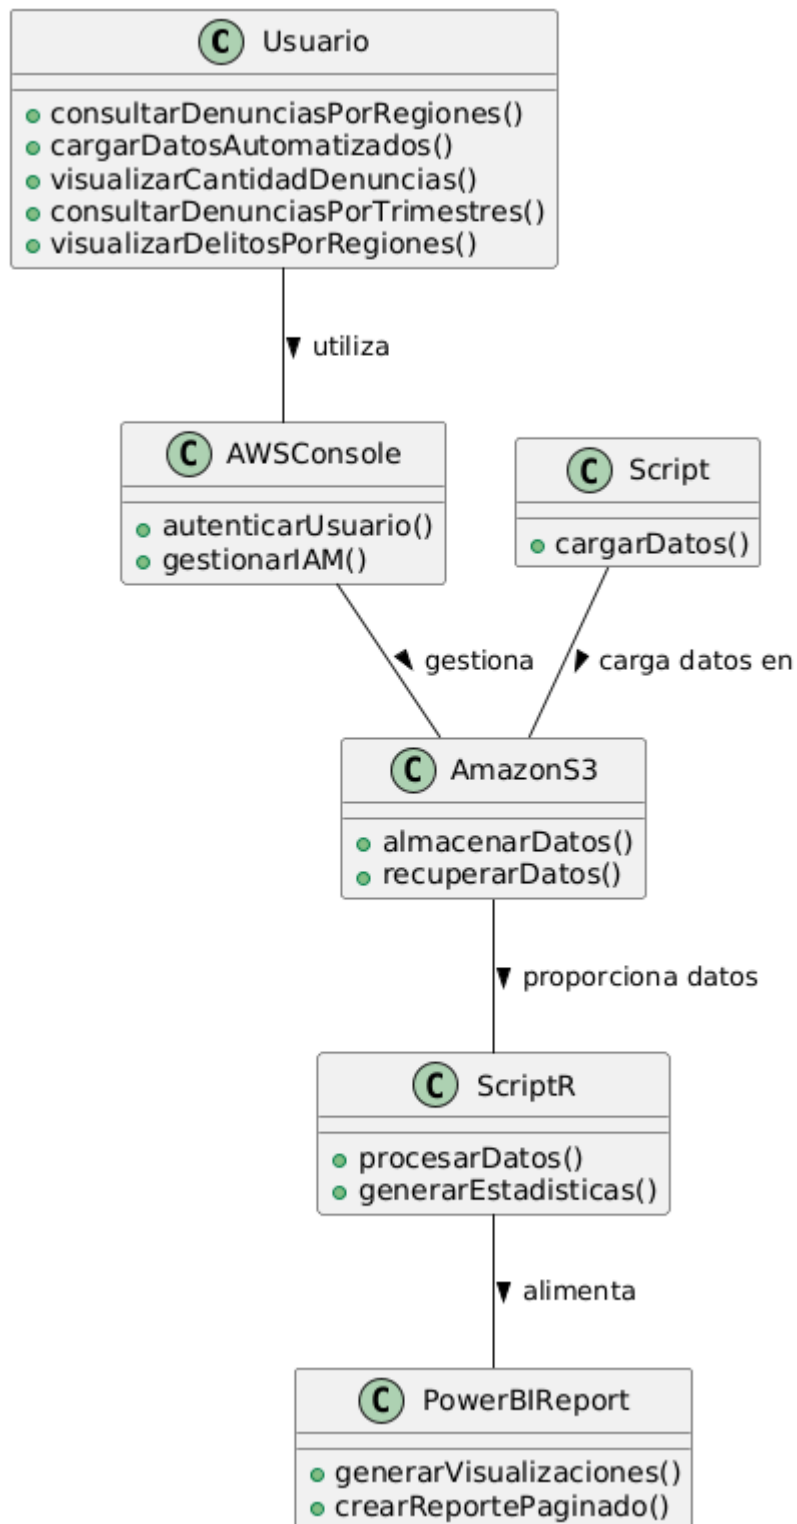 C Usuario
consultarDenunciasPorRegiones()
cargarDatosAutomatizados()
visualizarCantidadDenuncias()
consultarDenunciasPorTrimestres()
visualizarDelitosPorRegiones()
utiliza
C AWSConsole
autenticarUsuario()
gestionarIAM()
C Script
cargarDatos()
gestiona
carga datos en
C AmazonS3
almacenarDatos()
recuperarDatos()
proporciona datos
C ScriptR
procesarDatos()
generarEstadisticas()
alimenta
C PowerBIReport
generarVisualizaciones()
crearReportePaginado()